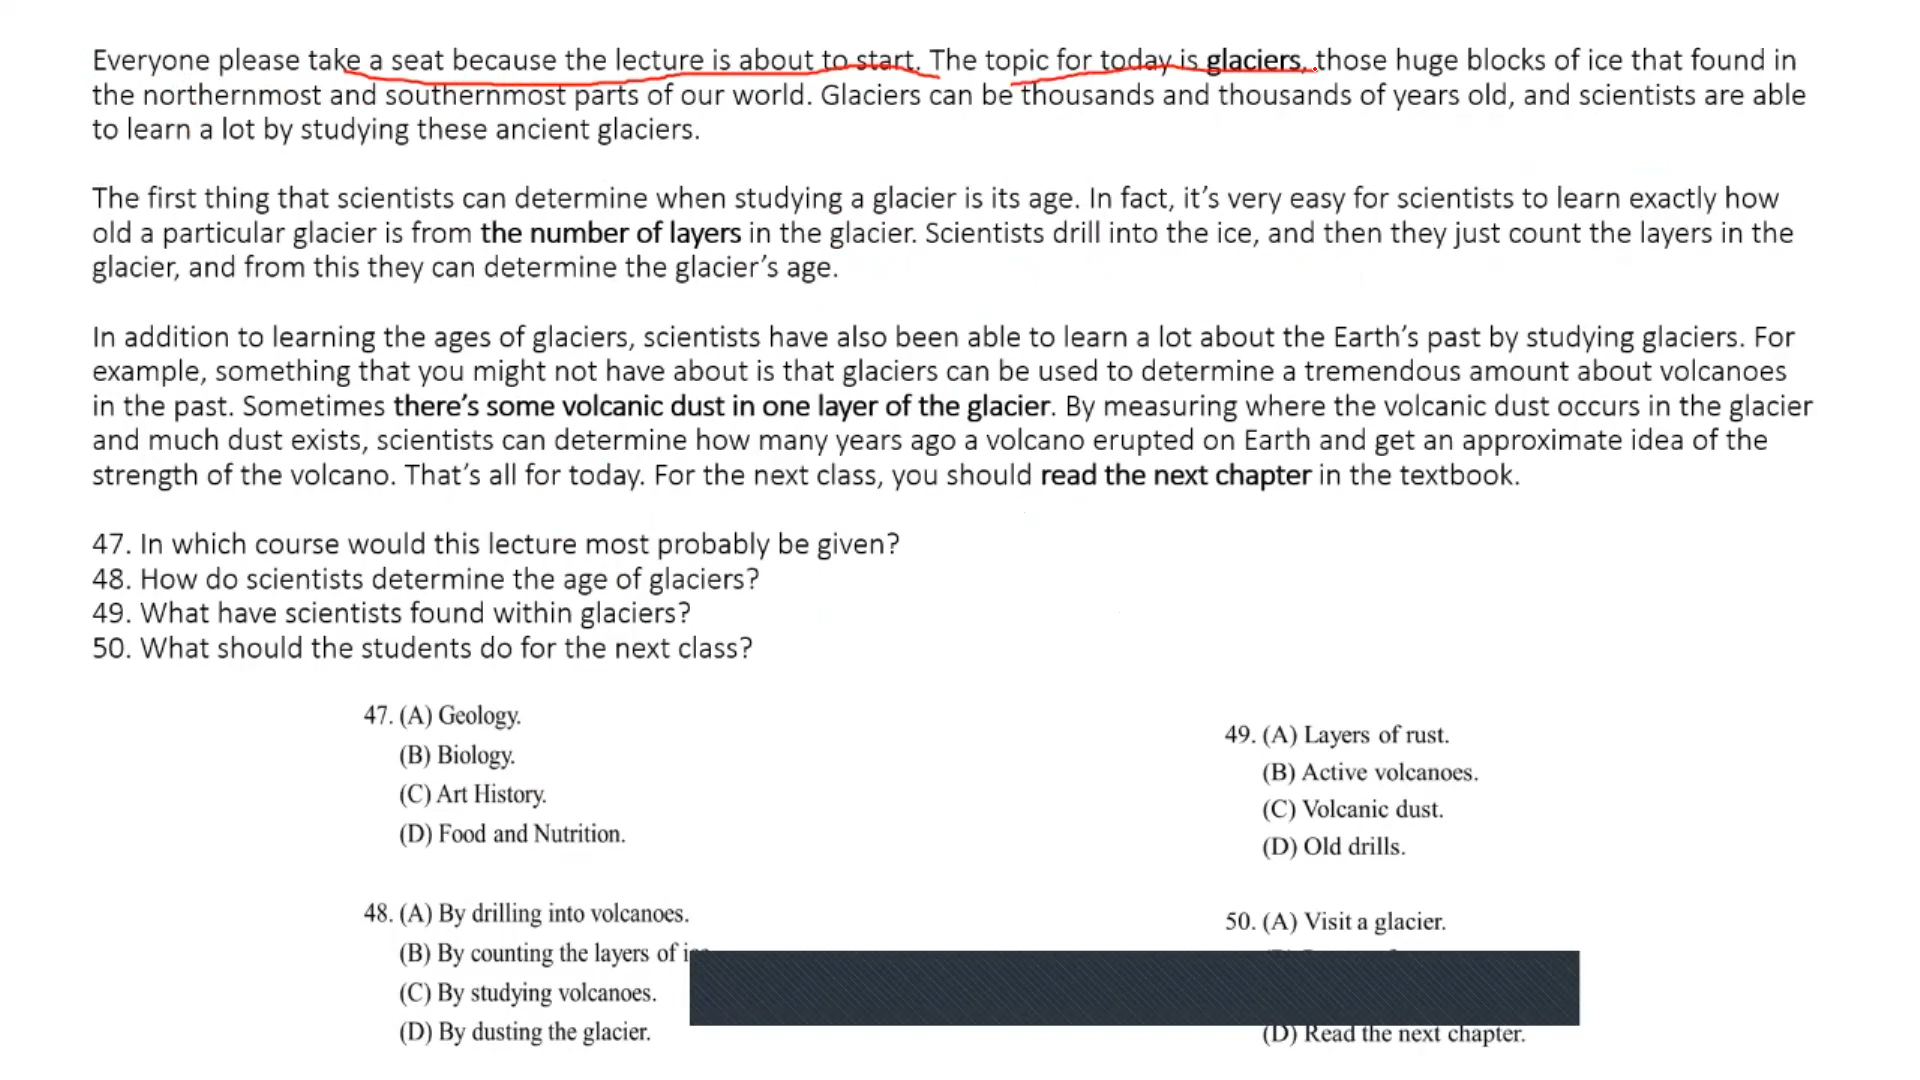 Everyone please take a seat because the lecture is about to start. The topic for today is glaciers, those huge blocks of ice that found in
the northernmost and southernmost parts of our world. Glaciers can be thousands and thousands of years old, and scientists are able
to learn a lot by studying these ancient glaciers.
The first thing that scientists can determine when studying a glacier is its age. In fact, it's very easy for scientists to learn exactly how
old a particular glacier is from the number of layers in the glacier. Scientists drill into the ice, and then they just count the layers in the
glacier, and from this they can determine the glacier's age.
In addition to learning the ages of glaciers, scientists have also been able to learn a lot about the Earth's past by studying glaciers. For
example, something that you might not have about is that glaciers can be used to determine a tremendous amount about volcanoes
in the past. Sometimes there's some volcanic dust in one layer of the glacier. By measuring where the volcanic dust occurs in the glacier
and much dust exists, scientists can determine how many years ago a volcano erupted on Earth and get an approximate idea of the
strength of the volcano. That's all for today. For the next class, you should read the next chapter in the textbook.
47. In which course would this lecture most probably be given?
48. How do scientists determine the age of glaciers?
49. What have scientists found within glaciers?
50. What should the students do for the next class?
47. (A) Geology.
(B) Biology.
(C) Art History.
(D) Food and Nutrition.
48. (A) By drilling into volcanoes.
(B) By counting the layers of
(C) By studying volcanoes.
(D) By dusting the glacier.
49. (A) Layers of rust.
(B) Active volcanoes.
(C) Volcanic dust.
(D) Old drills.
50. (A) Visit a glacier.
(D) Read the next chapter.